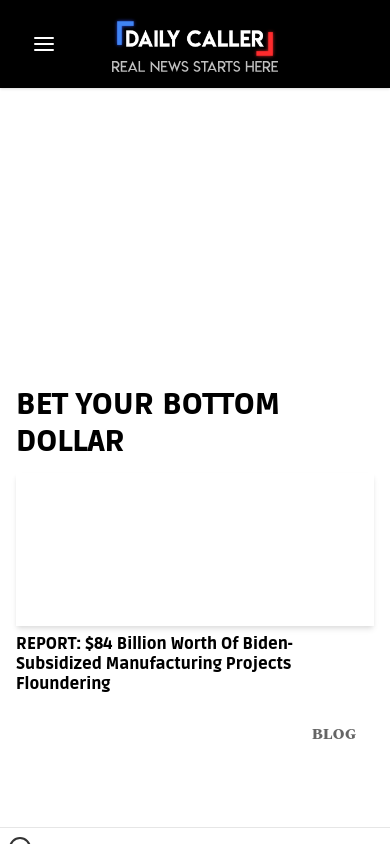 DAILY CALLER
REAL NEWS STARTS HERE
BET YOUR BOTTOM
DOLLAR
REPORT: $84 Billion Worth Of Biden-
Subsidized Manufacturing Projects
Floundering
BLOG